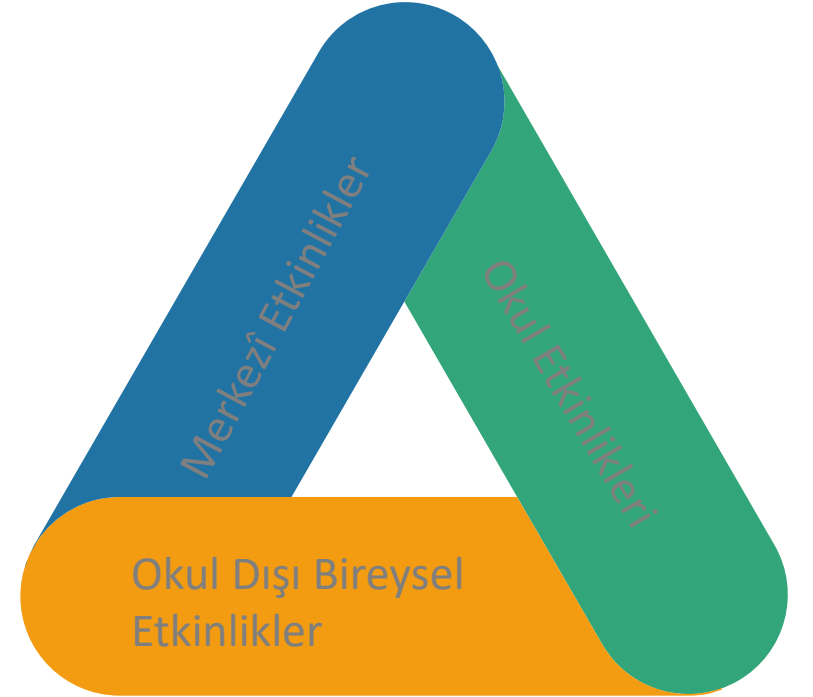 Merkezî Etkinlikler
Okul Etkinlikleri
Okul Dışı Bireysel
Etkinlikler